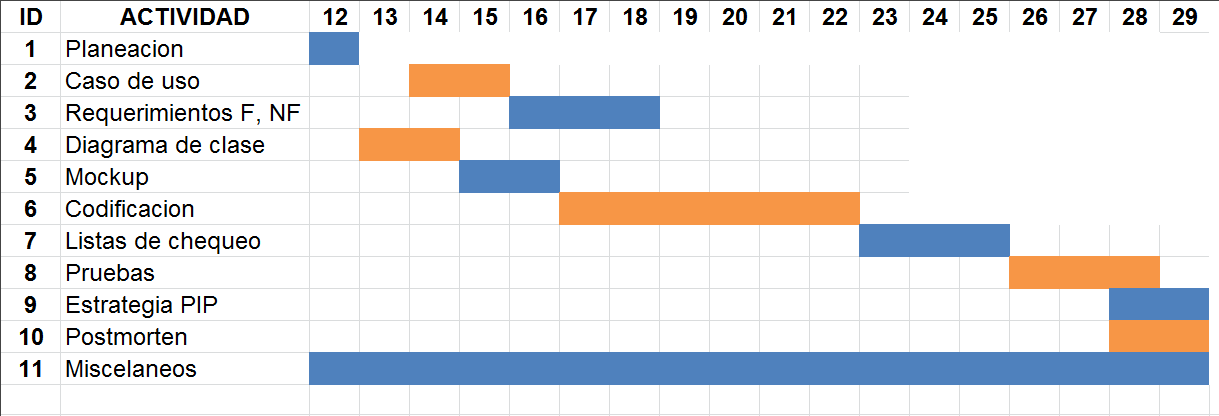 ID ACTIVIDAD 12 13 14 15 16 17 18 19 20 21 22 23 24 25 26 27 28 29
1 Planeacion
2 Caso de uso
3 Requerimientos F, NF
4 Diagrama de clase
5 Mockup
6 Codificacion
7 Listas de chequeo
8 Pruebas
9 Estrategia PIP
10 Postmorten
11 Miscelaneos